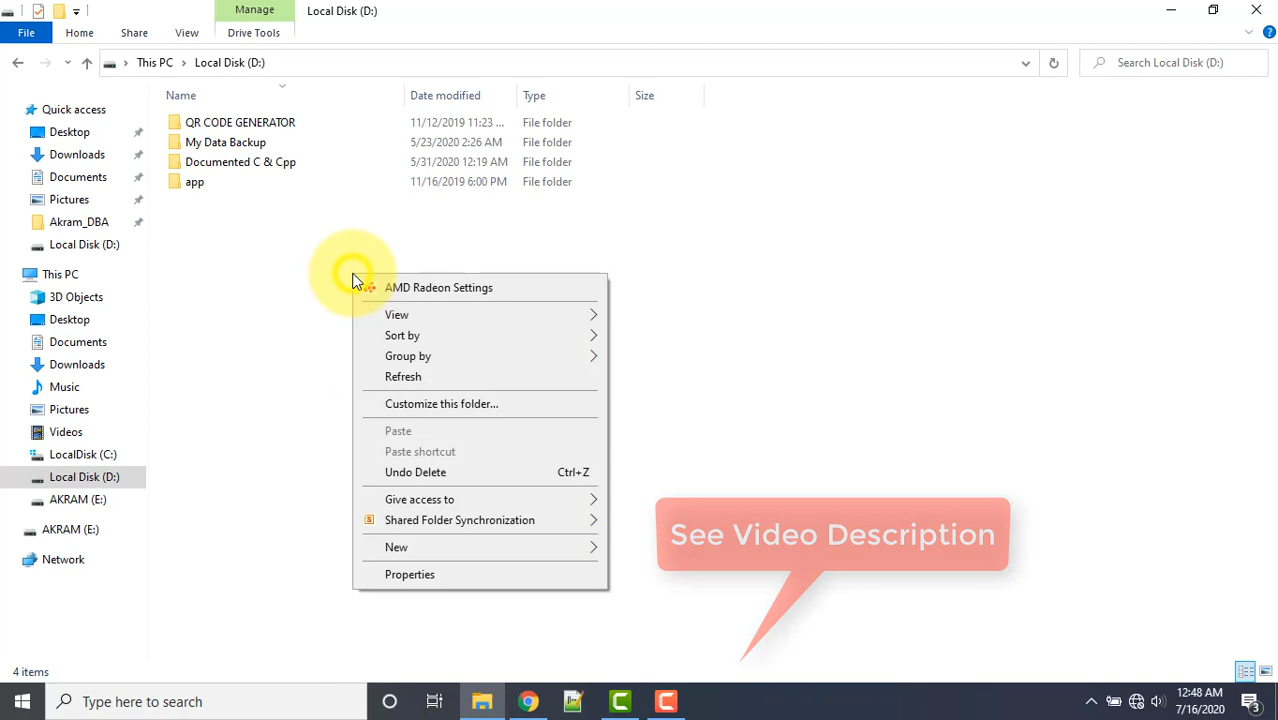 Manage
Local Disk (D:)
File
Home
Share
View
Drive Tools
This PC
Local Disk (D:)
Search Local Disk (D:)
Name
Date modified
Type
Size
QR CODE GENERATOR
11/12/2019 11:23 ...
File folder
My Data Backup
5/23/2020 2:26 AM
File folder
Documented C & Cpp
5/31/2020 12:19 AM
File folder
app
11/16/2019 6:00 PM
File folder
Quick access
Desktop
Downloads
Documents
Pictures
Akram_DBA
Local Disk (D:)
This PC
3D Objects
Desktop
Documents
Downloads
Music
Pictures
Videos
LocalDisk (C:)
Local Disk (D:)
AKRAM (E:)
AKRAM (E:)
Network
AMD Radeon Settings
View
Sort by
Group by
Refresh
Customize this folder...
Paste
Paste shortcut
Undo Delete Ctrl+Z
Give access to
Shared Folder Synchronization
New
Properties
See Video Description
4 items
Type here to search
12:48 AM
7/16/2020
3